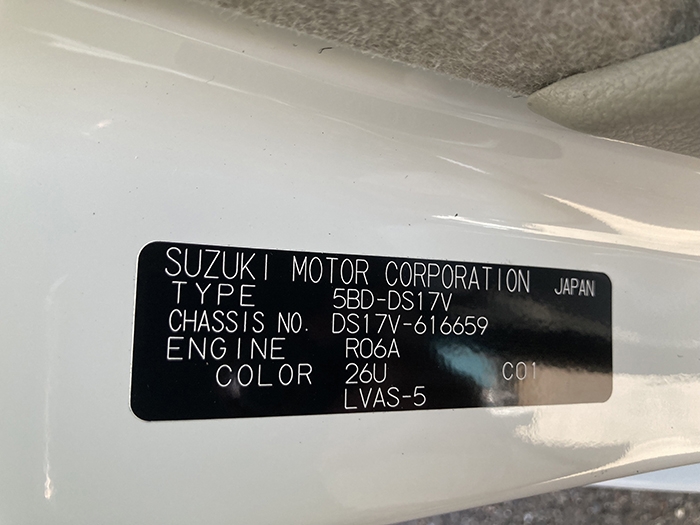 SUZUKI MOTOR CORPORATION JAPAN
TYPE 5BD-DS17V
CHASSIS NO. DS17V-616659
ENGINE R06A
COLOR 26U C01
LVAS-5